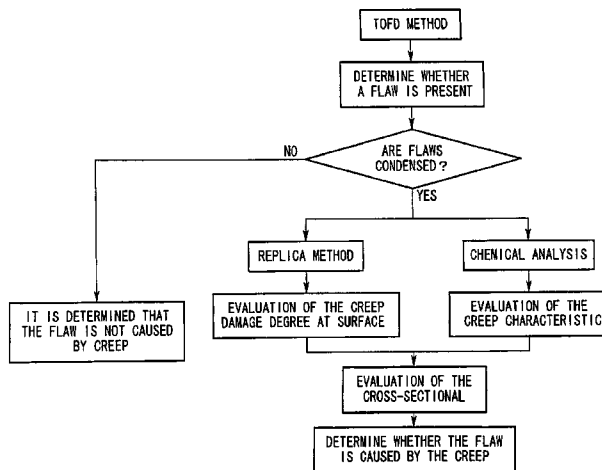 TOFD METHOD
DETERMINE WHETHER
A FLAW IS PRESENT
ARE FLAWS
CONDENSED?
NO
YES
REPLICA METHOD
CHEMICAL ANALYSIS
IT IS DETERMINED THAT
THE FLAW IS NOT CAUSED
BY CREEP
EVALUATION OF THE CREEP
DAMAGE DEGREE AT SURFACE
EVALUATION OF THE
CREEP CHARACTERISTIC
EVALUATION OF THE
CROSS-SECTIONAL
DETERMINE WHETHER THE FLAW
IS CAUSED BY THE CREEP